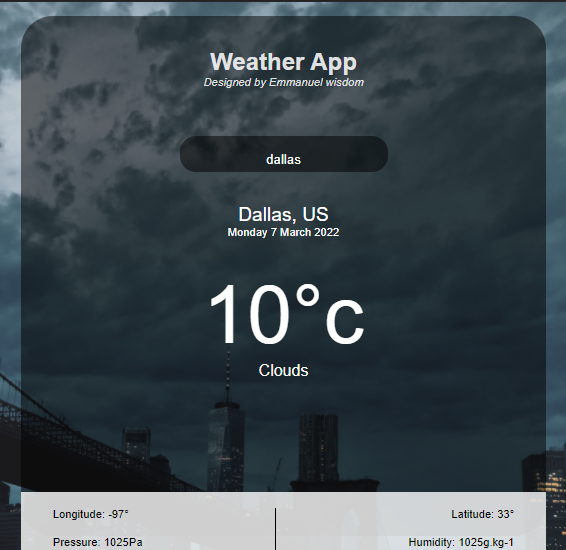 Weather App
Designed by Emmanuel wisdom
dallas
Dallas, US
Monday 7 March 2022
10°c
Clouds
Longitude: -97° Latitude: 33°
Pressure: 1025Pa Humidity: 1025g.kg-1